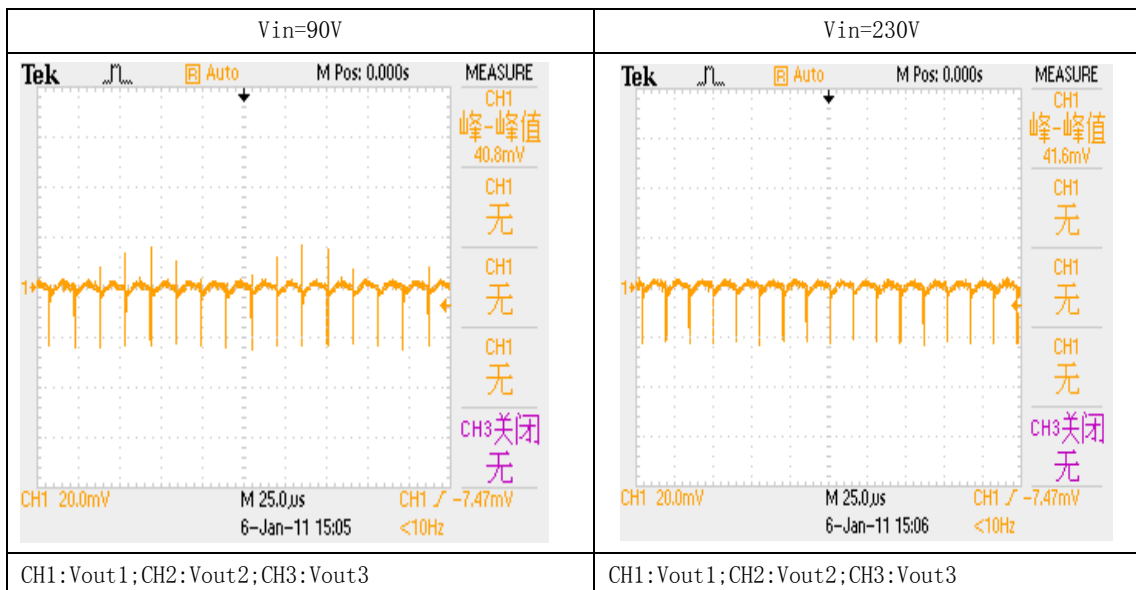 Vin=90V
Vin=230V
Tek R Auto M Pos: 0.000s MEASURE
CH1
峰-峰值
40.8mV
CH1
无
CH1
无
CH1
无
CH3关闭
无
1
CH1 20.0mV M 25.0µs CH1 -7.47mV
6-Jan-11 15:05 <10Hz
Tek R Auto M Pos: 0.000s MEASURE
CH1
峰-峰值
41.6mV
CH1
无
CH1
无
CH1
无
CH3关闭
无
1
CH1 20.0mV M 25.0µs CH1 -7.47mV
6-Jan-11 15:06 <10Hz
CH1:Vout1;CH2:Vout2;CH3:Vout3
CH1:Vout1;CH2:Vout2;CH3:Vout3